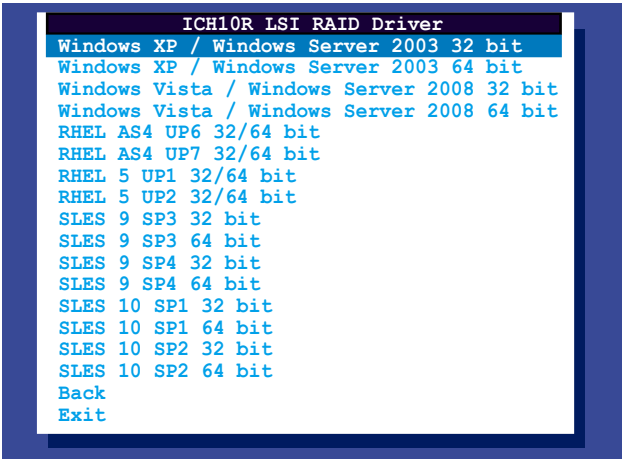 ICH10R LSI RAID Driver
Windows XP / Windows Server 2003 32 bit
Windows XP / Windows Server 2003 64 bit
Windows Vista / Windows Server 2008 32 bit
Windows Vista / Windows Server 2008 64 bit
RHEL AS4 UP6 32/64 bit
RHEL AS4 UP7 32/64 bit
RHEL 5 UP1 32/64 bit
RHEL 5 UP2 32/64 bit
SLES 9 SP3 32 bit
SLES 9 SP3 64 bit
SLES 9 SP4 32 bit
SLES 9 SP4 64 bit
SLES 10 SP1 32 bit
SLES 10 SP1 64 bit
SLES 10 SP2 32 bit
SLES 10 SP2 64 bit
Back
Exit